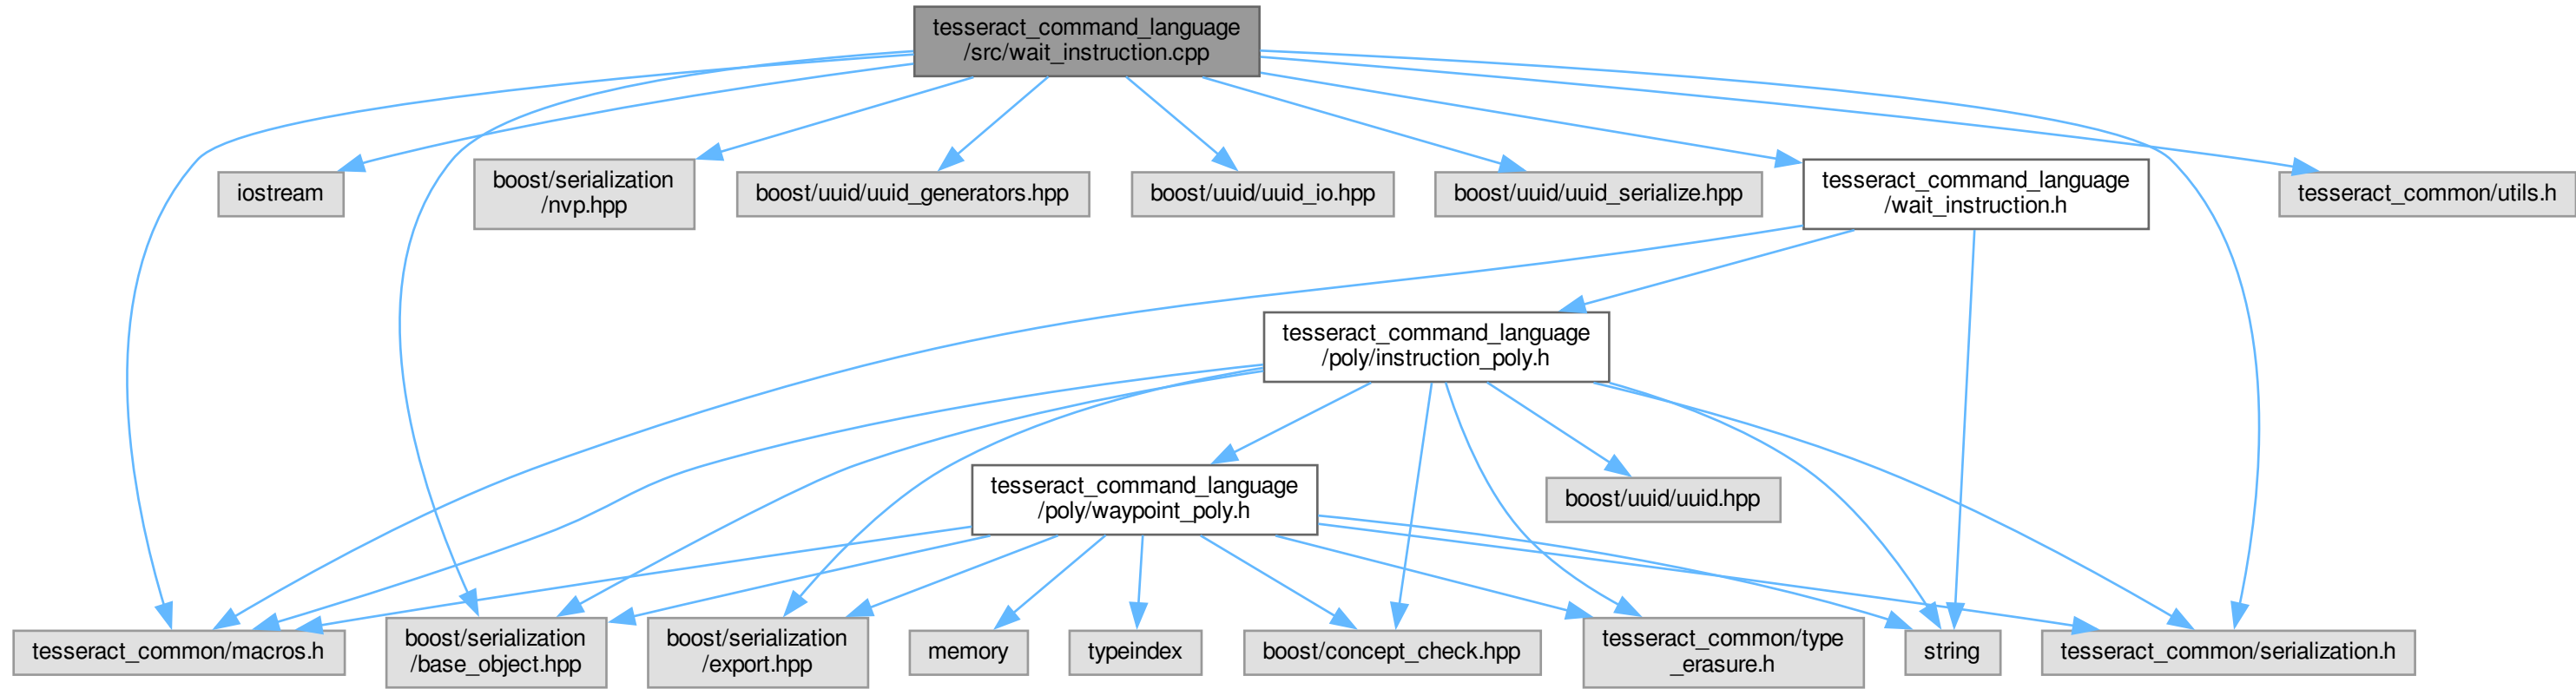 tesseract_command_language
/src/wait_instruction.cpp
iostream
boost/serialization
/nvp.hpp
boost/uuid/uuid_generators.hpp
boost/uuid/uuid_io.hpp
boost/uuid/uuid_serialize.hpp
tesseract_command_language
/wait_instruction.h
tesseract_common/utils.h
tesseract_command_language
/poly/instruction_poly.h
tesseract_command_language
/poly/waypoint_poly.h
boost/uuid/uuid.hpp
tesseract_common/macros.h
boost/serialization
/base_object.hpp
boost/serialization
/export.hpp
memory
typeindex
boost/concept_check.hpp
tesseract_common/type
_erasure.h
string
tesseract_common/serialization.h